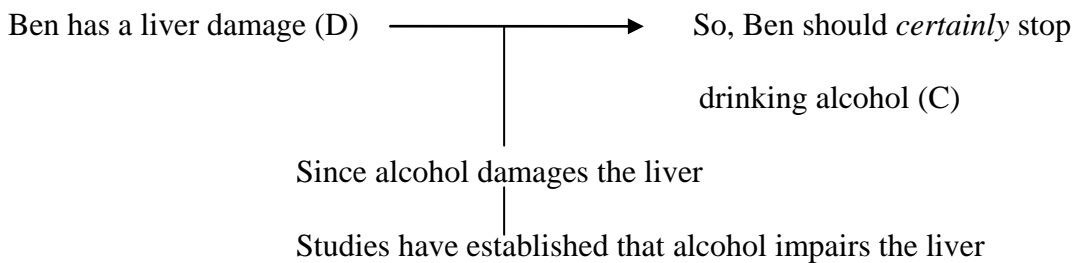 Ben has a liver damage (D)
So, Ben should certainly stop
drinking alcohol (C)
Since alcohol damages the liver
Studies have established that alcohol impairs the liver